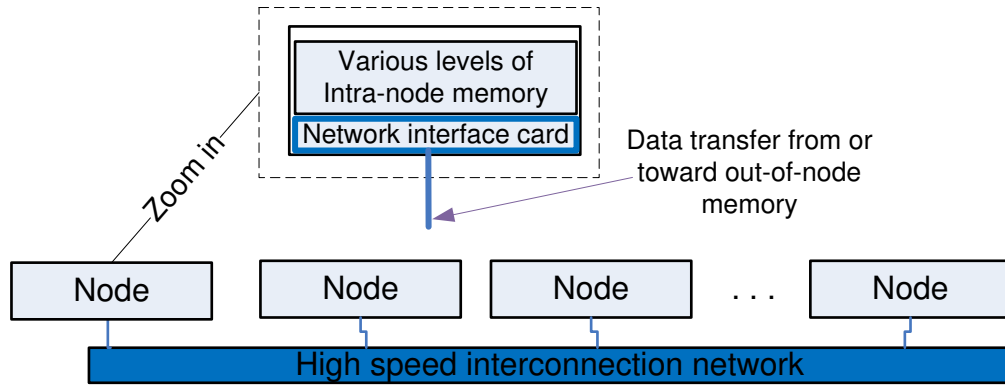 Various levels of
Intra-node memory
Network interface card
Data transfer from or
toward out-of-node
memory
Zoom in
Node
Node
Node
. . .
Node
High speed interconnection network